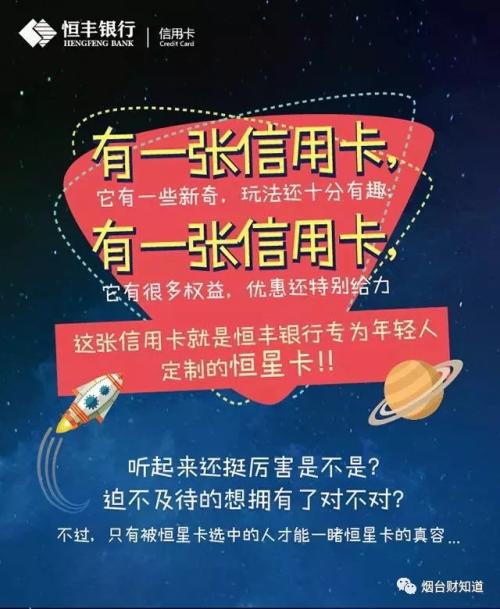 恒丰银行
HENGFENG BANK
信用卡
Credit Card
有一张信用卡,
它有一些新奇, 玩法还十分有趣
有一张信用卡,
它有很多权益, 优惠还特别给力
这张信用卡就是恒丰银行专为年轻人
定制的恒星卡!!
听起来还挺厉害是不是?
迫不及待的想拥有了对不对?
不过, 只有被恒星卡选中的人才能一睹恒星卡的真容...
烟台财知道